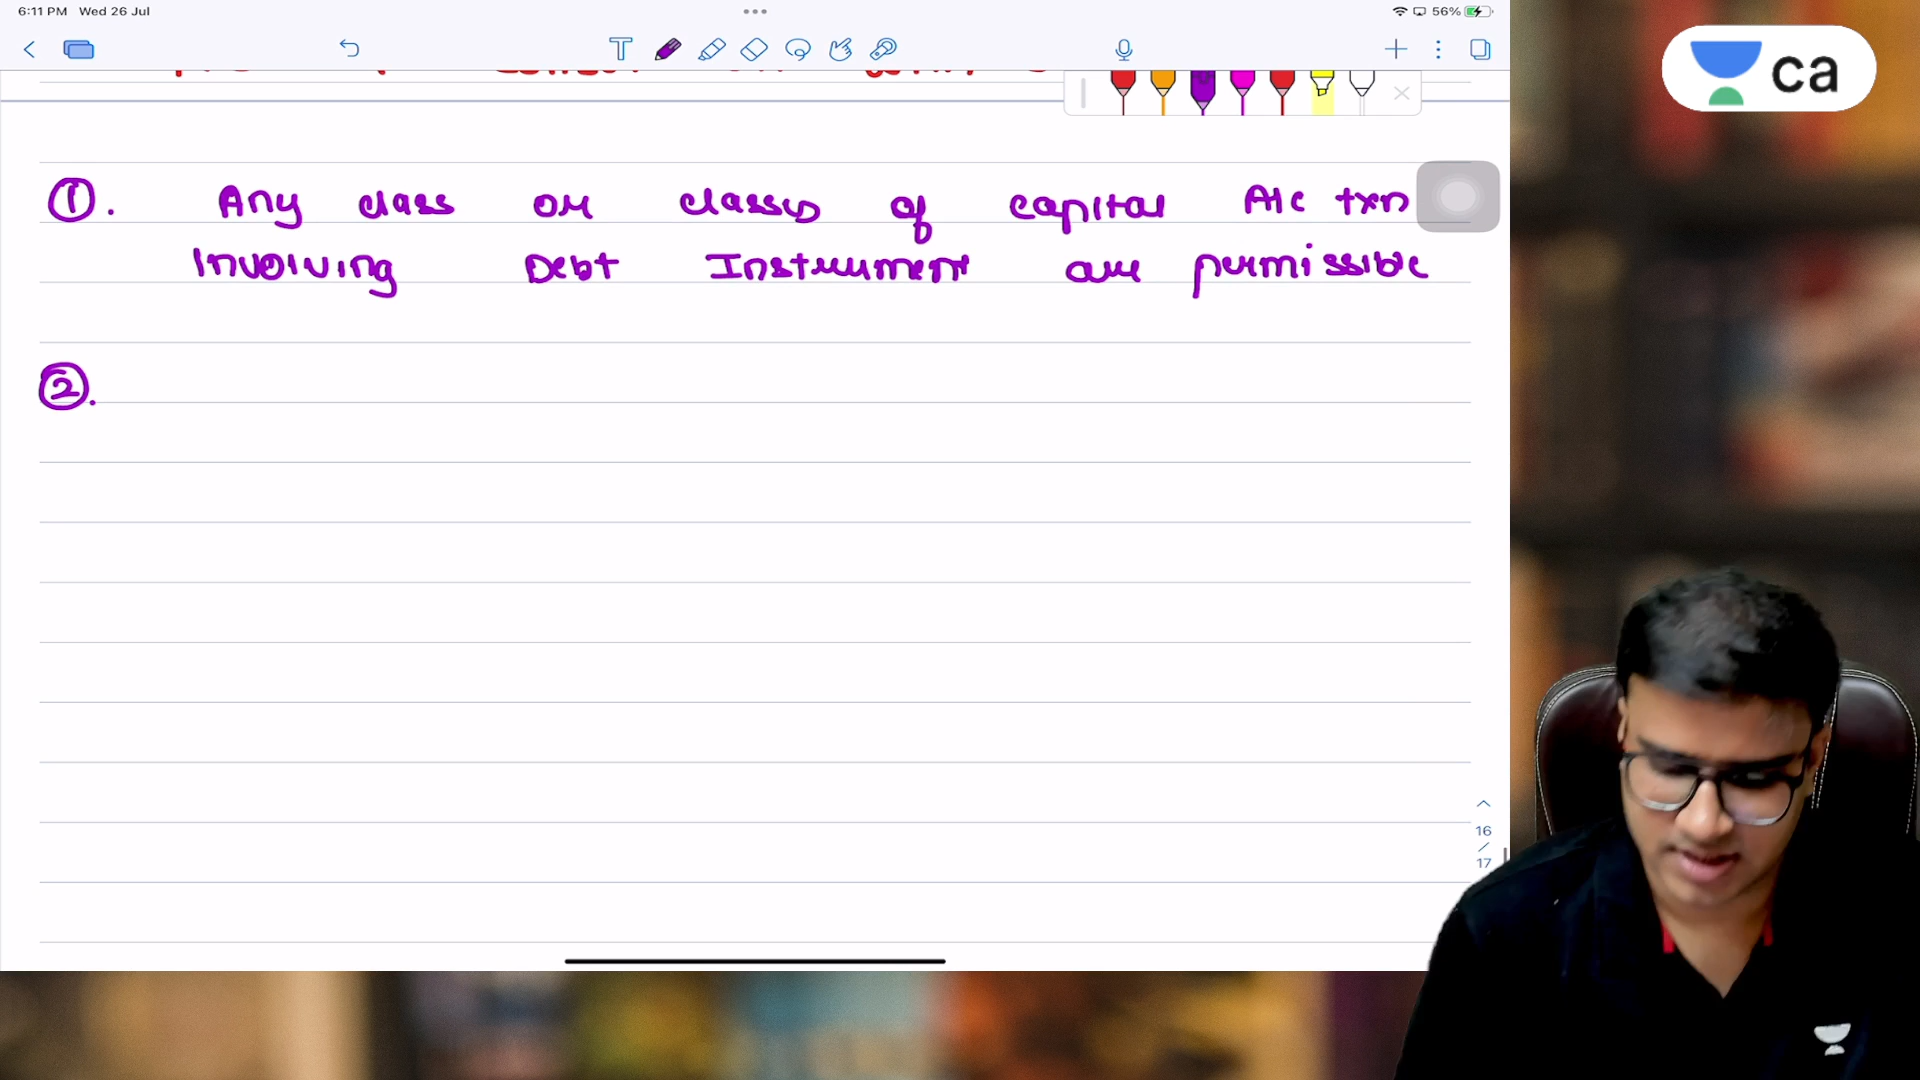 6:11 PM Wed 26 Jul
56%
ca
①. Any class or classes of capital A/c txn
Involving Debt Instrument are permissible
②.
16
/
17